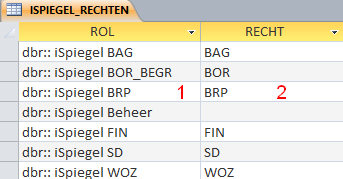 ISPIEGEL_RECHTEN
ROL RECHT
dbr:: iSpiegel BAG BAG
dbr:: iSpiegel BOR_BEGR BOR
dbr:: iSpiegel BRP 1 BRP 2
dbr:: iSpiegel Beheer
dbr:: iSpiegel FIN FIN
dbr:: iSpiegel SD SD
dbr:: iSpiegel WOZ WOZ